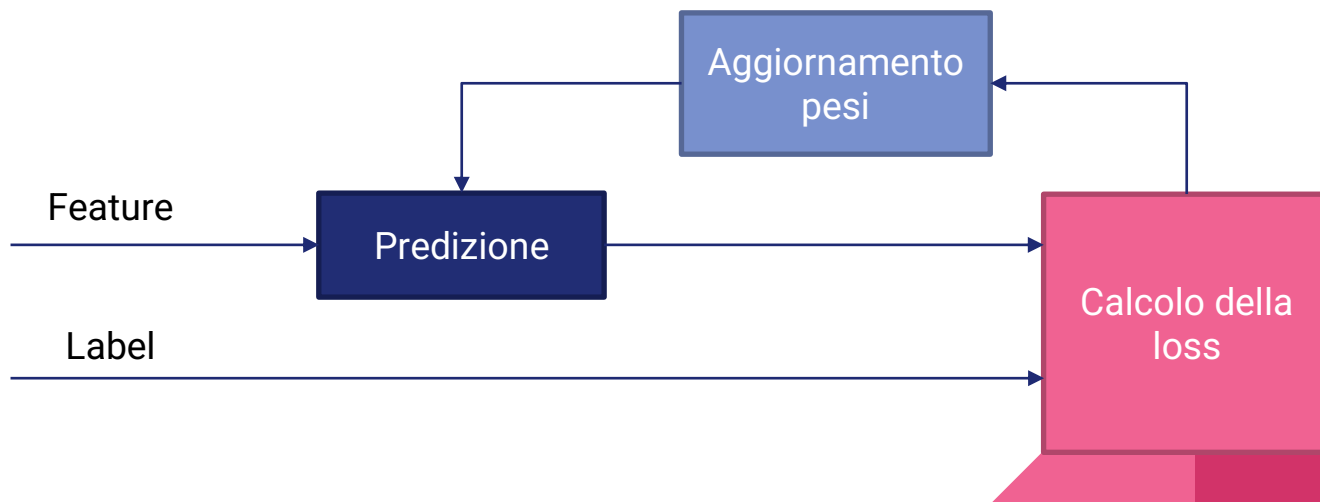 Aggiornamento
pesi
Feature
Predizione
Calcolo della
loss
Label